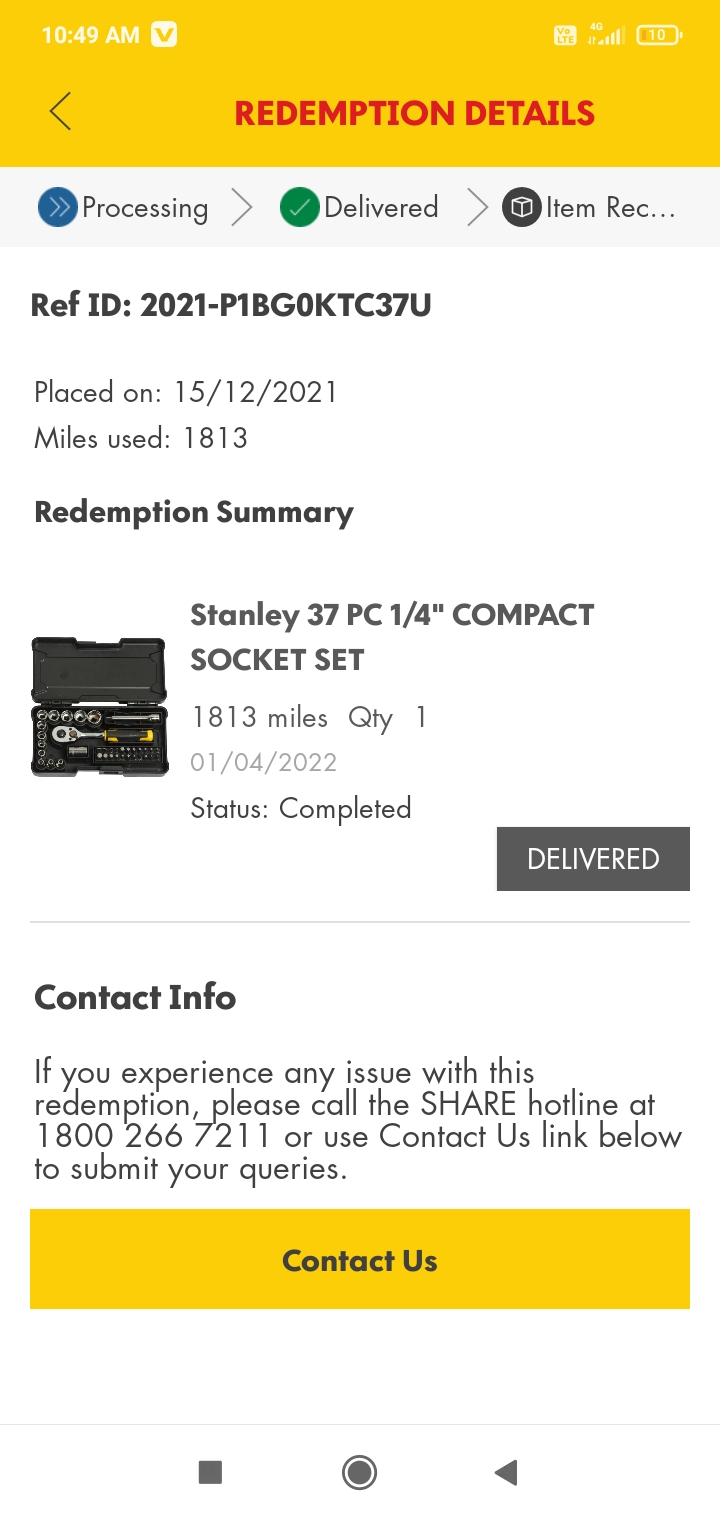 10:49 AM
Vo LTE 4G 10
REDEMPTION DETAILS
Processing Delivered Item Rec...
Ref ID: 2021-P1BG0KTC37U
Placed on: 15/12/2021
Miles used: 1813
Redemption Summary
Stanley 37 PC 1/4" COMPACT
SOCKET SET
1813 miles Qty 1
01/04/2022
Status: Completed
DELIVERED
Contact Info
If you experience any issue with this
redemption, please call the SHARE hotline at
1800 266 7211 or use Contact Us link below
to submit your queries.
Contact Us